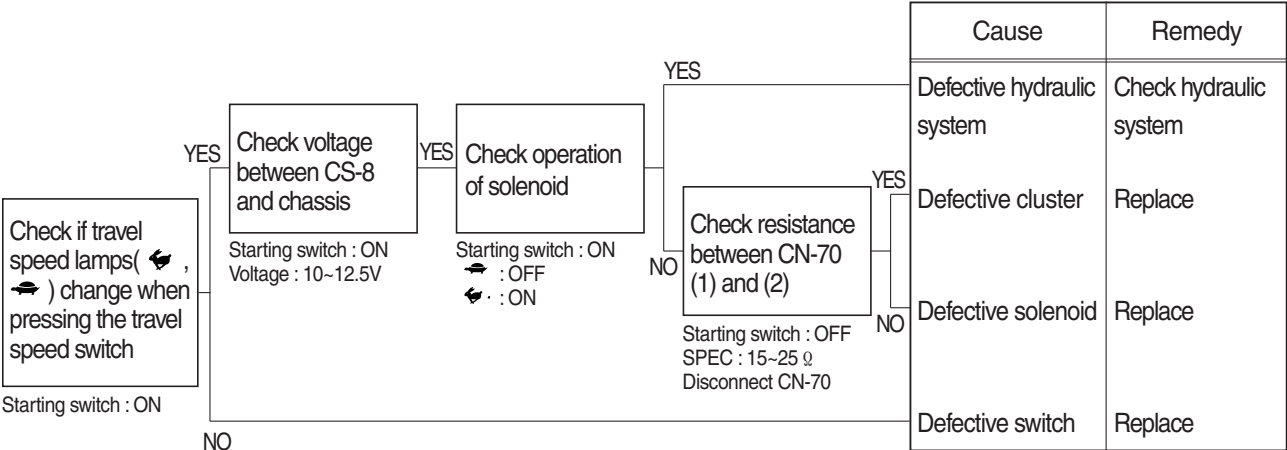 Check if travel
speed lamps( ,
) change when
pressing the travel
speed switch
Starting switch : ON
YES
NO
Check voltage
between CS-8
and chassis
Starting switch : ON
Voltage : 10~12.5V
YES
Check operation
of solenoid
Starting switch : ON
: OFF
: ON
YES
NO
Check resistance
between CN-70
(1) and (2)
Starting switch : OFF
SPEC : 15~25 Ω
Disconnect CN-70
YES
NO
Cause Remedy
Defective hydraulic Check hydraulic
system system
Defective cluster Replace
Defective solenoid Replace
Defective switch Replace